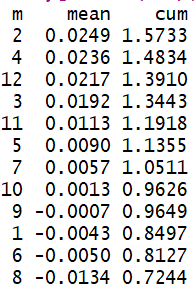 m mean cum
2 0.0249 1.5733
4 0.0236 1.4834
12 0.0217 1.3910
3 0.0192 1.3443
11 0.0113 1.1918
5 0.0090 1.1355
7 0.0057 1.0511
10 0.0013 0.9626
9 -0.0007 0.9649
1 -0.0043 0.8497
6 -0.0050 0.8127
8 -0.0134 0.7244